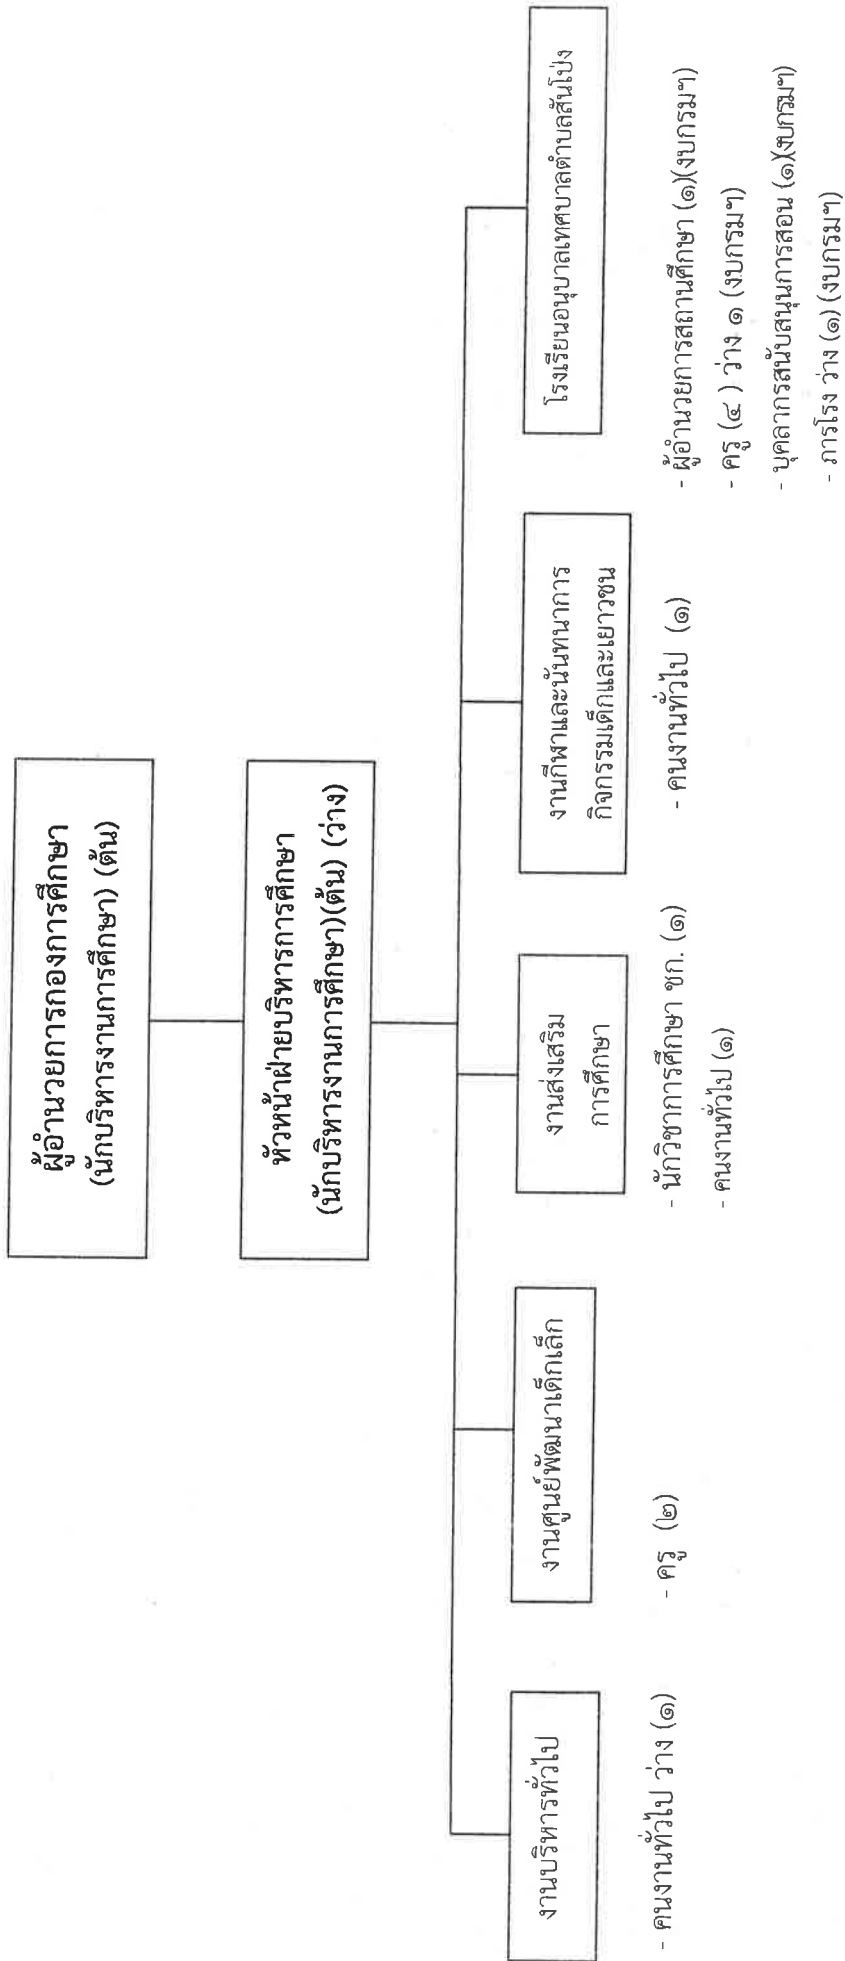 ผู้อำนวยการกองการศึกษา
(นักบริหารงานการศึกษา) (ต้น)
หัวหน้าฝ่ายบริหารการศึกษา
(นักบริหารงานการศึกษา)(ต้น) (ว่าง)
งานบริหารทั่วไป
- คนงานทั่วไป ว่าง (๑)
งานศูนย์พัฒนาเด็กเล็ก
- ครู (๒)
งานส่งเสริม
การศึกษา
- นักวิชาการศึกษา ชก. (๑)
- คนงานทั่วไป (๑)
งานกีฬาและนันทนาการ
กิจกรรมเด็กและเยาวชน
- คนงานทั่วไป (๑)
โรงเรียนอนุบาลเทศบาลตำบลสันโป่ง
- ผู้อำนวยการสถานศึกษา (๑)(งบกรมฯ)
- ครู (๔ ) ว่าง ๑ (งบกรมฯ)
- บุคลากรสนับสนุนการสอน (๑)(งบกรมฯ)
- ภารโรง ว่าง (๑) (งบกรมฯ)